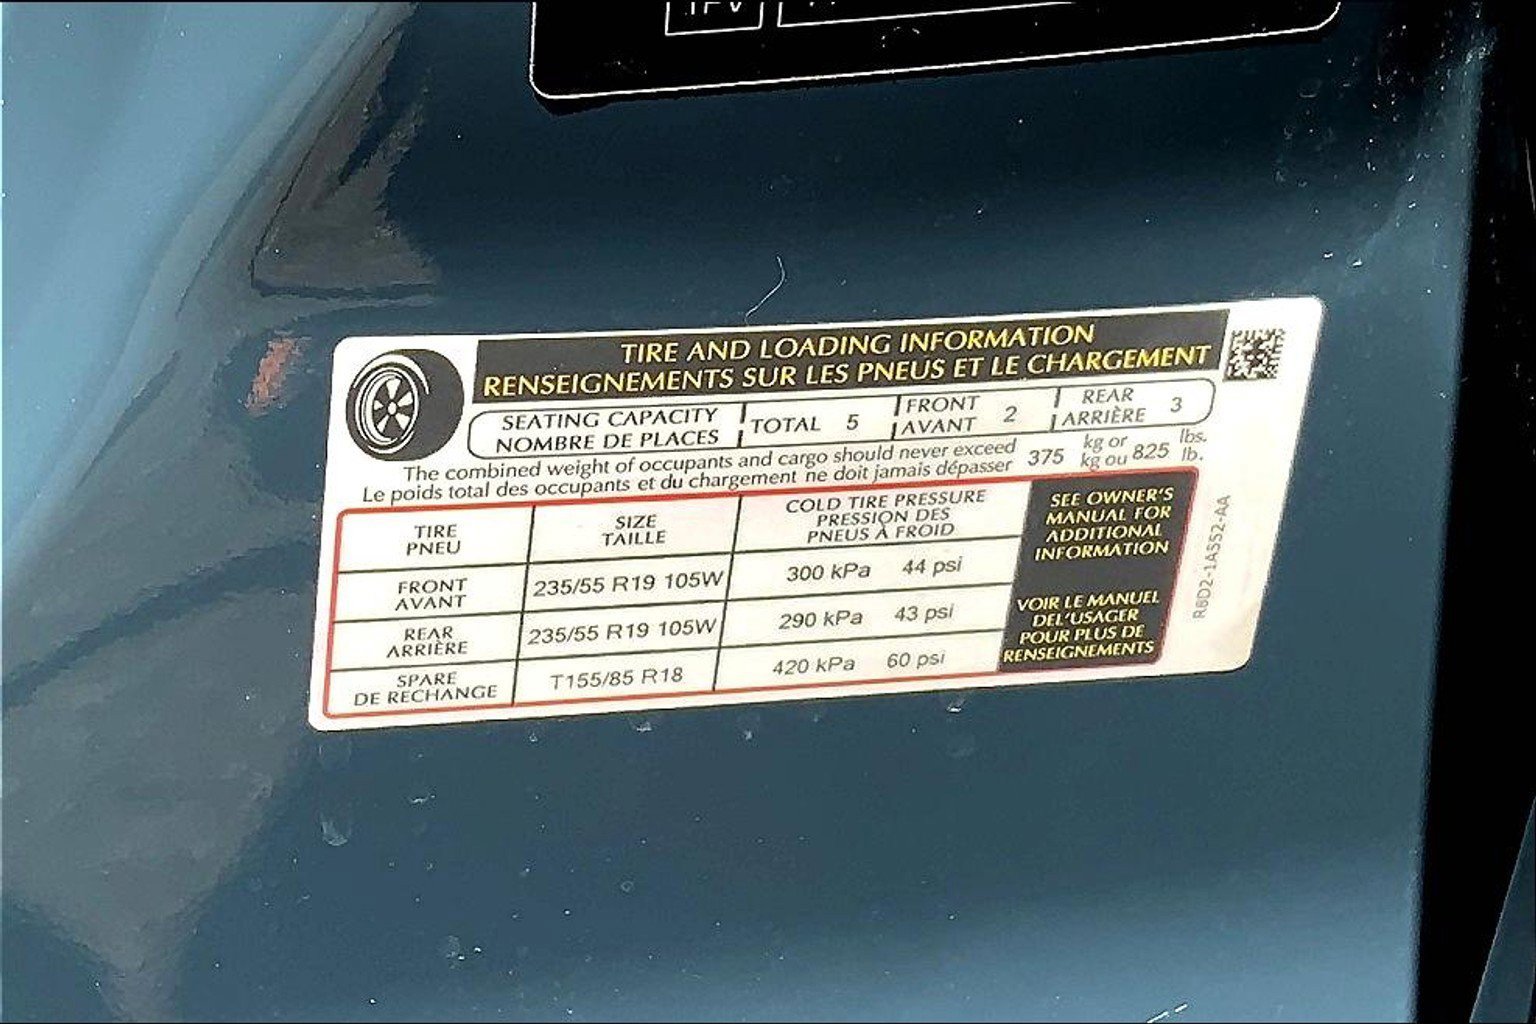 TPV
TIRE AND LOADING INFORMATION
RENSEIGNEMENTS SUR LES PNEUS ET LE CHARGEMENT
SEATING CAPACITY
NOMBRE DE PLACES
TOTAL 5
FRONT
AVANT 2
REAR
ARRIÈRE 3
The combined weight of occupants and cargo should never exceed 375 kg or 825 lbs.
Le poids total des occupants et du chargement ne doit jamais dépasser kg ou lb.
TIRE
PNEU
SIZE
TAILLE
COLD TIRE PRESSURE
PRESSION DES
PNEUS À FROID
FRONT
AVANT
235/55 R19 105W
300 kPa 44 psi
REAR
ARRIÈRE
235/55 R19 105W
290 kPa 43 psi
SPARE
DE RECHANGE
T155/85 R18
420 kPa 60 psi
SEE OWNER'S
MANUAL FOR
ADDITIONAL
INFORMATION
VOIR LE MANUEL
DEL'USAGER
POUR PLUS DE
RENSEIGNEMENTS